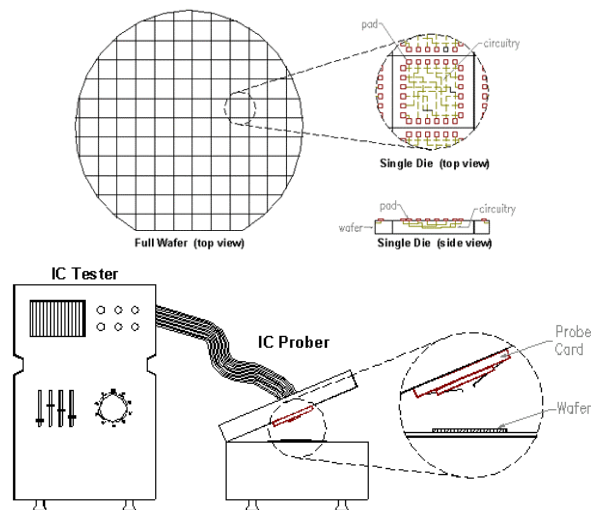 pad
circuitry
Single Die (top view)
pad
circuitry
wafer
Full Wafer (top view)
Single Die (side view)
IC Tester
IC Prober
Probe
Card
Wafer